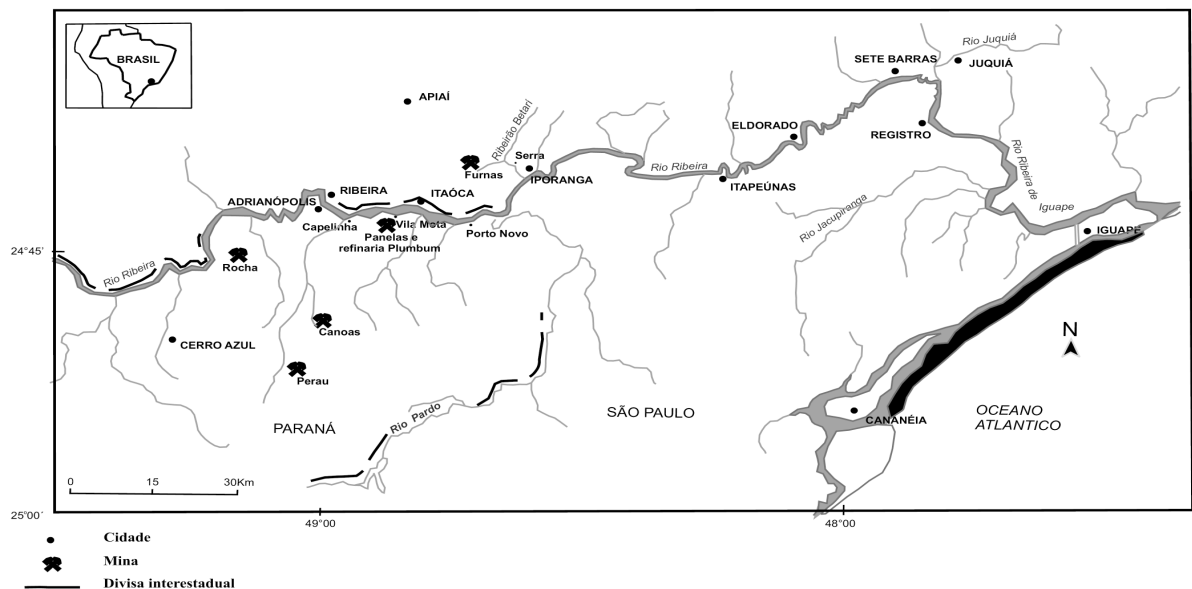 BRASIL
Rio Juquiá
SETE BARRAS
JUQUIÁ
APIAÍ
Ribeirão Betari
ELDORADO
REGISTRO
Serra
Furnas
IPORANGA
Rio Ribeira
ITAPEÚNAS
Rio Ribeira de
Iguape
RIBEIRA
ITAÓCA
ADRIANÓPOLIS
Capelinha
Vila Mota
Panelas e
refinaria Plumbum
Porto Novo
Rio Jacupiranga
IGUAPE
24°45′
Rio Ribeira
Rocha
Canoas
CERRO AZUL
Perau
N
PARANÁ
Rio Pardo
SÃO PAULO
CANANÉIA
OCEANO
ATLANTICO
0 15 30Km
25°00′
49°00
48°00
Cidade
Mina
Divisa interestadual